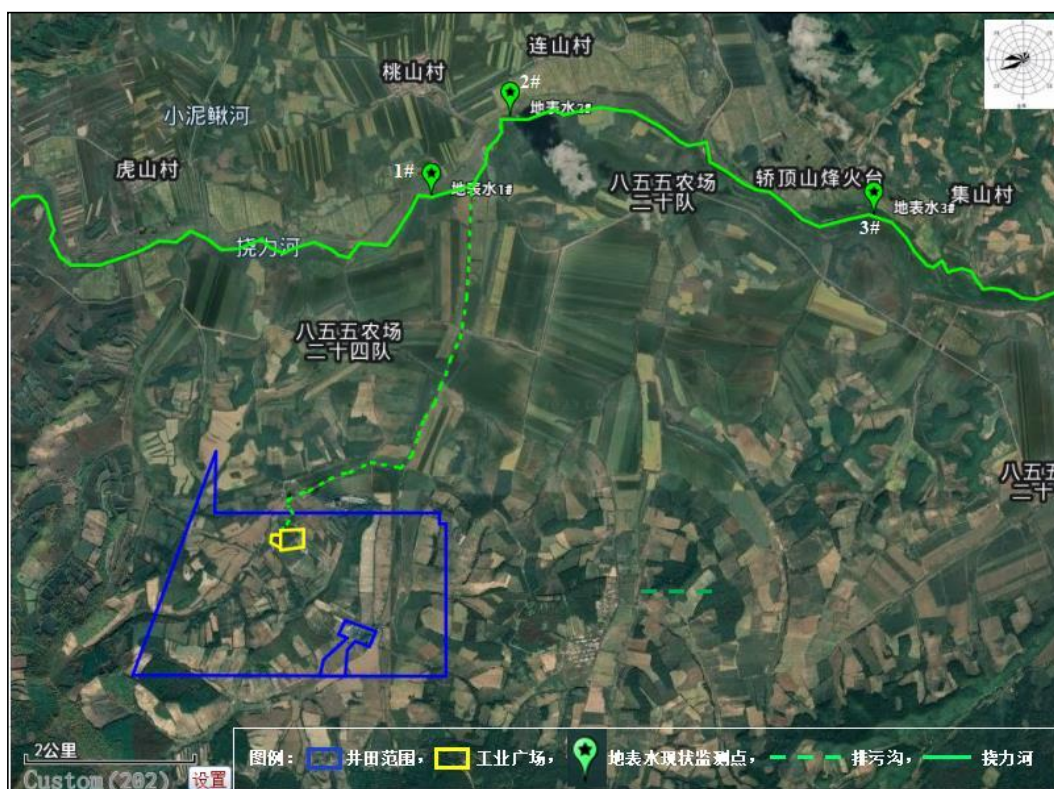 连山村
桃山村
2#
地表水2#
小泥鳅河
虎山村
1#
地表水1#
八五五农场
二十队
轿顶山烽火台
地表水3#
集山村
3#
挠力河
八五五农场
二十四队
八五五
二十
2公里
Custom(202)
设置
图例：
井田范围，
工业广场，
地表水现状监测点，
排污沟，
挠力河